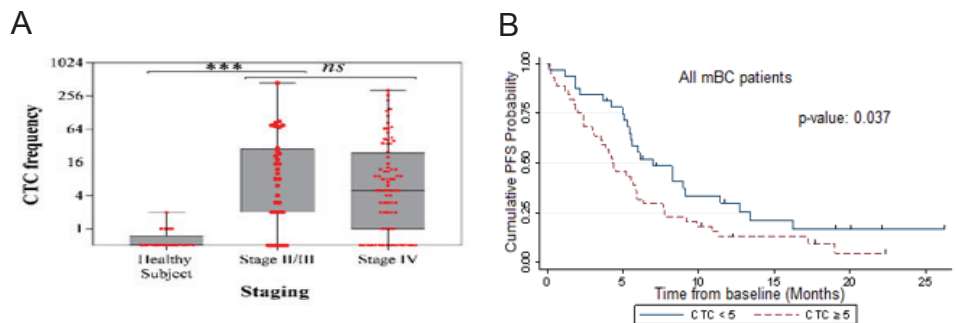 A
1024
256
64
16
4
1
CTC frequency
***
ns
Healthy
Subject
Stage II/III
Stage IV
Staging
B
1.00
0.75
0.50
0.25
0.00
Cumulative PFS Probability
All mBC patients
p-value: 0.037
0
5
10
15
20
25
Time from baseline (Months)
CTC < 5
CTC ≥ 5